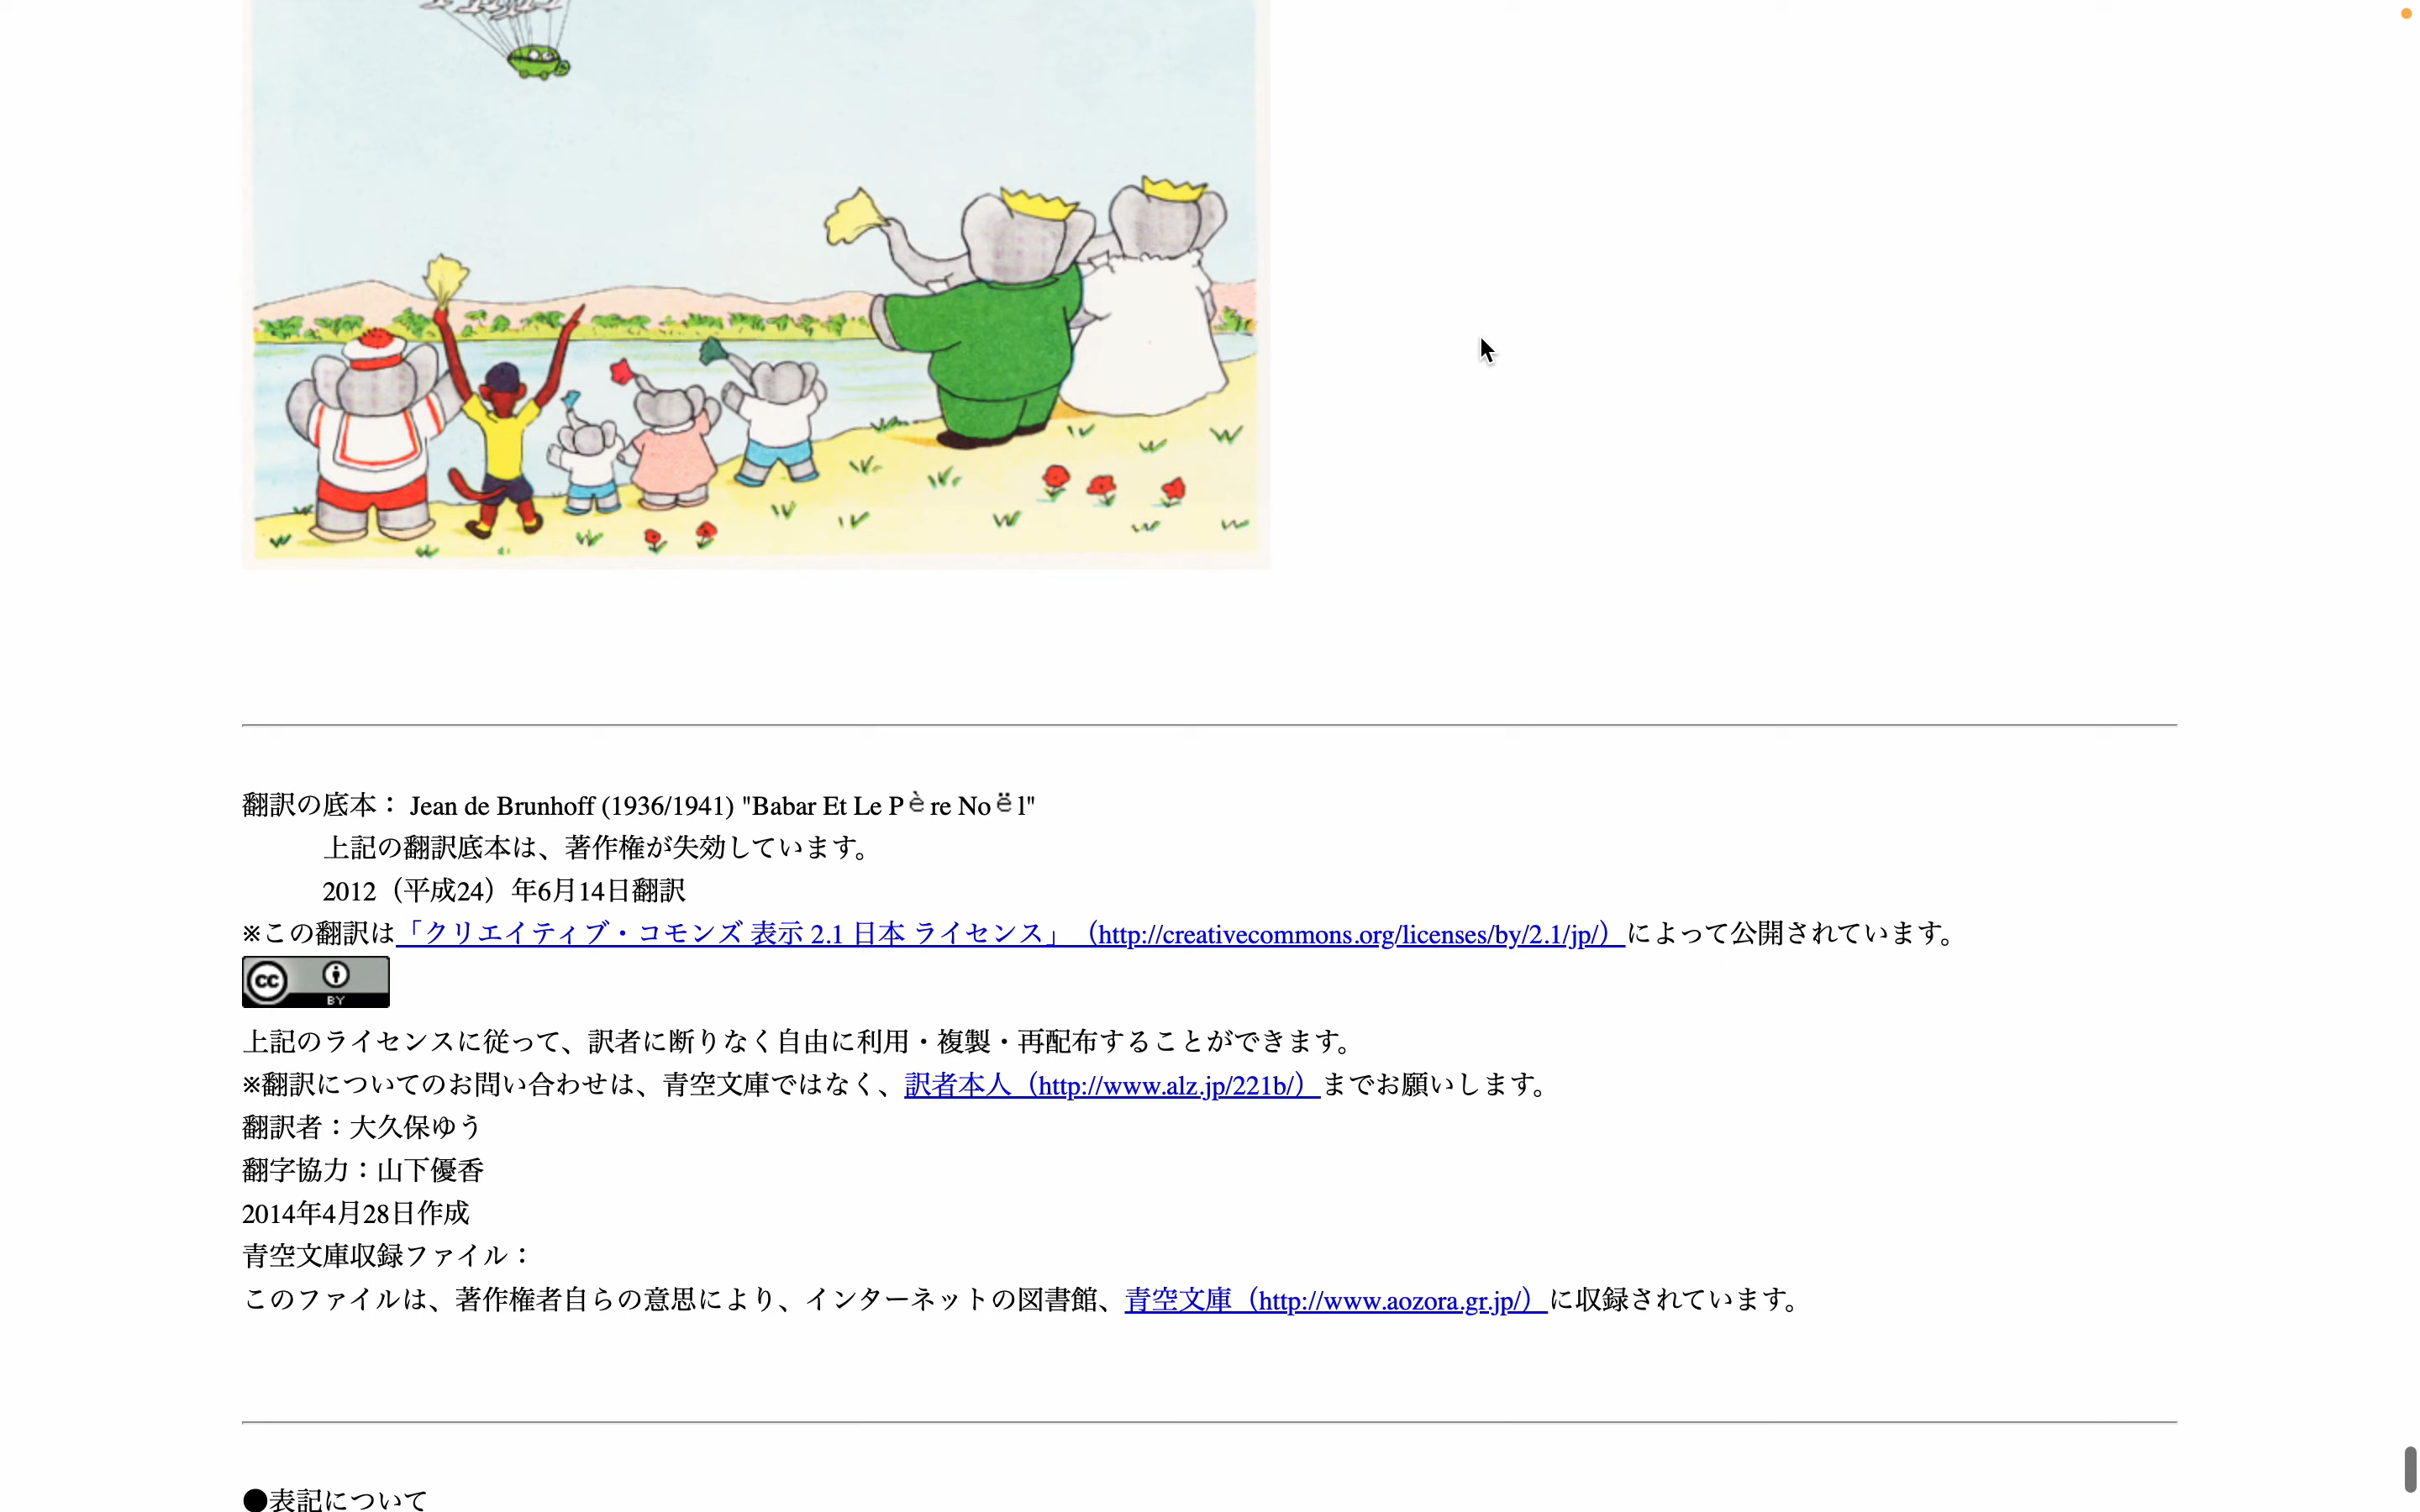 翻訳の底本： Jean de Brunhoff (1936/1941) "Babar Et Le Père Noël"
上記の翻訳底本は、著作権が失効しています。
2012（平成24）年6月14日翻訳
※この翻訳は「クリエイティブ・コモンズ 表示 2.1 日本 ライセンス」（http://creativecommons.org/licenses/by/2.1/jp/）によって公開されています。
cc BY
上記のライセンスに従って、訳者に断りなく自由に利用・複製・再配布することができます。
※翻訳についてのお問い合わせは、青空文庫ではなく、訳者本人（http://www.alz.jp/221b/）までお願いします。
翻訳者：大久保ゆう
翻字協力：山下優香
2014年4月28日作成
青空文庫収録ファイル：
このファイルは、著作権者自らの意思により、インターネットの図書館、青空文庫（http://www.aozora.gr.jp/）に収録されています。
●表記について